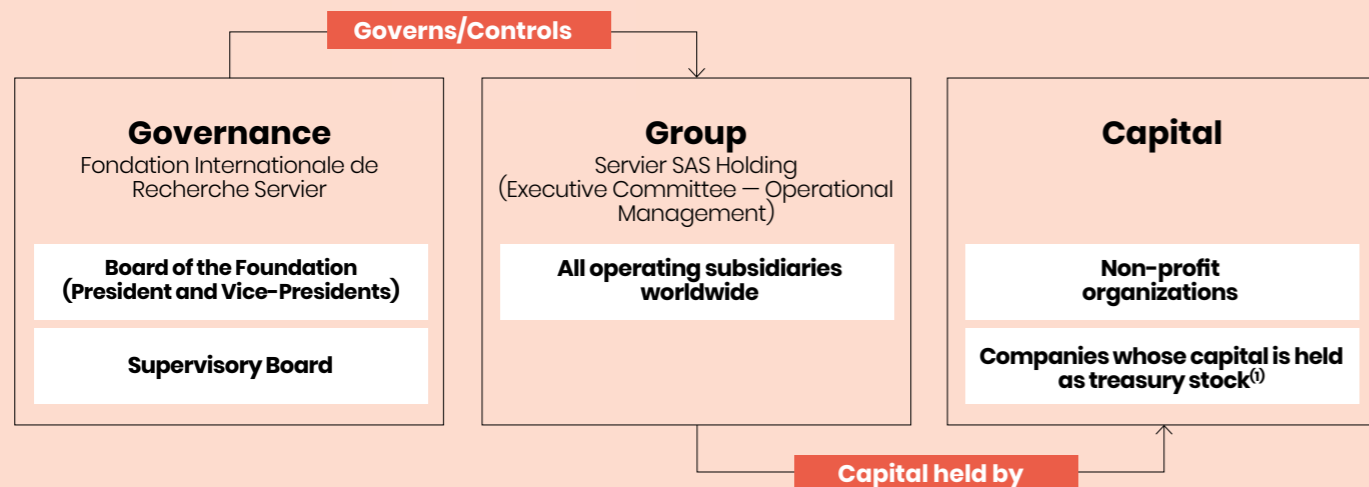 Governs/Controls
Governance
Fondation Internationale de
Recherche Servier
Board of the Foundation
(President and Vice-Presidents)
Supervisory Board
Group
Servier SAS Holding
(Executive Committee — Operational
Management)
All operating subsidiaries
worldwide
Capital
Non-profit
organizations
Companies whose capital is held
as treasury stock⁽¹⁾
Capital held by